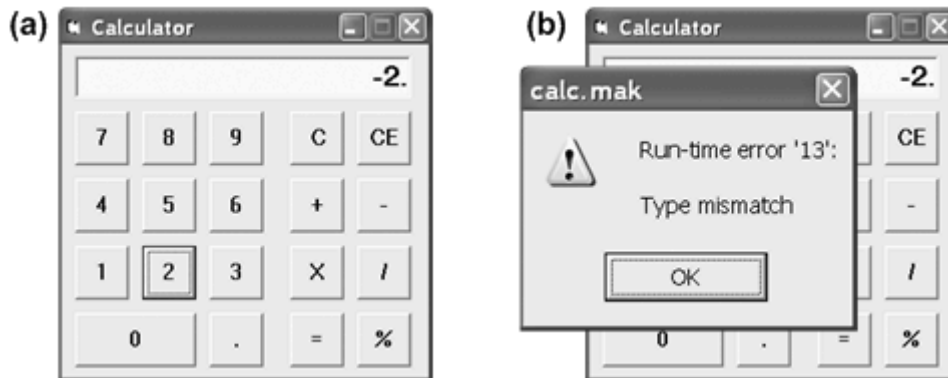 (a)
Calculator
-2.
7 8 9 C CE
4 5 6 + -
1 2 3 X /
0 . = %
(b)
Calculator
-2.
calc.mak
Run-time error '13':
Type mismatch
OK
CE
-
/
0 . = %